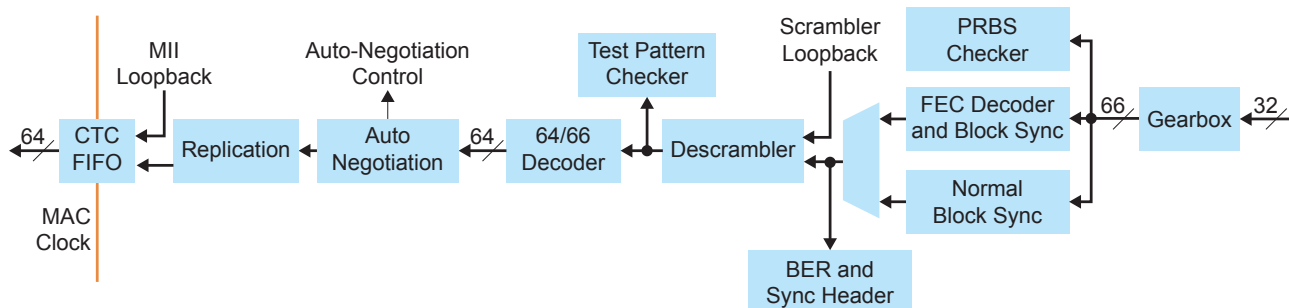 MII
Loopback
Auto-Negotiation
Control
Test Pattern
Checker
Scrambler
Loopback
PRBS
Checker
64
CTC
FIFO
Replication
Auto
Negotiation
64
64/66
Decoder
Descrambler
FEC Decoder
and Block Sync
66
Gearbox
32
Normal
Block Sync
MAC
Clock
BER and
Sync Header